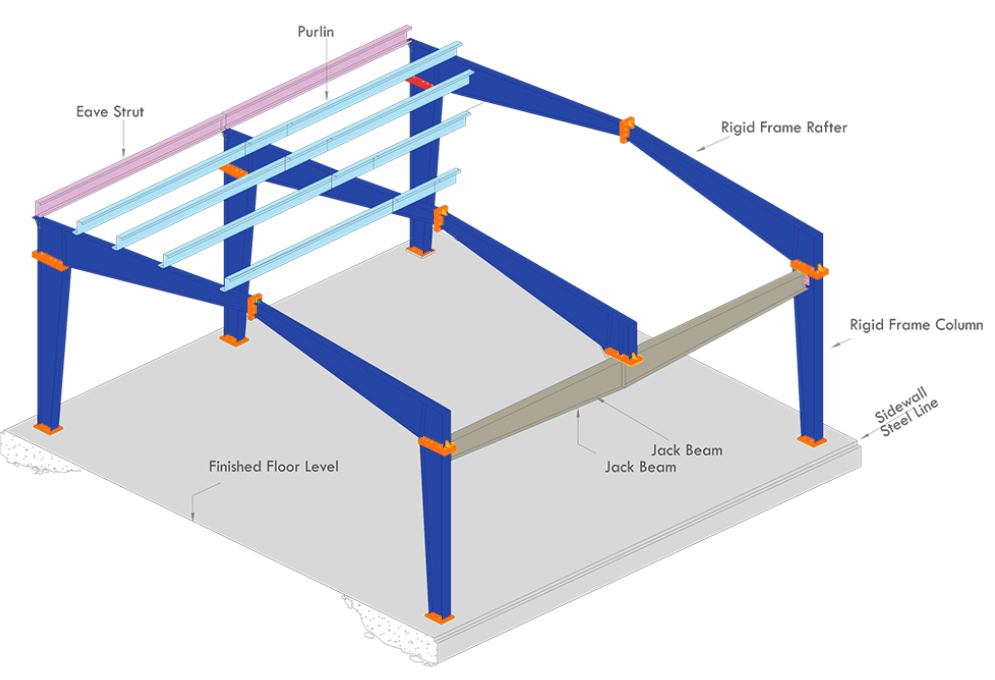 Purlin
Eave Strut
Rigid Frame Rafter
Rigid Frame Column
Sidewall
Steel Line
Jack Beam
Jack Beam
Finished Floor Level